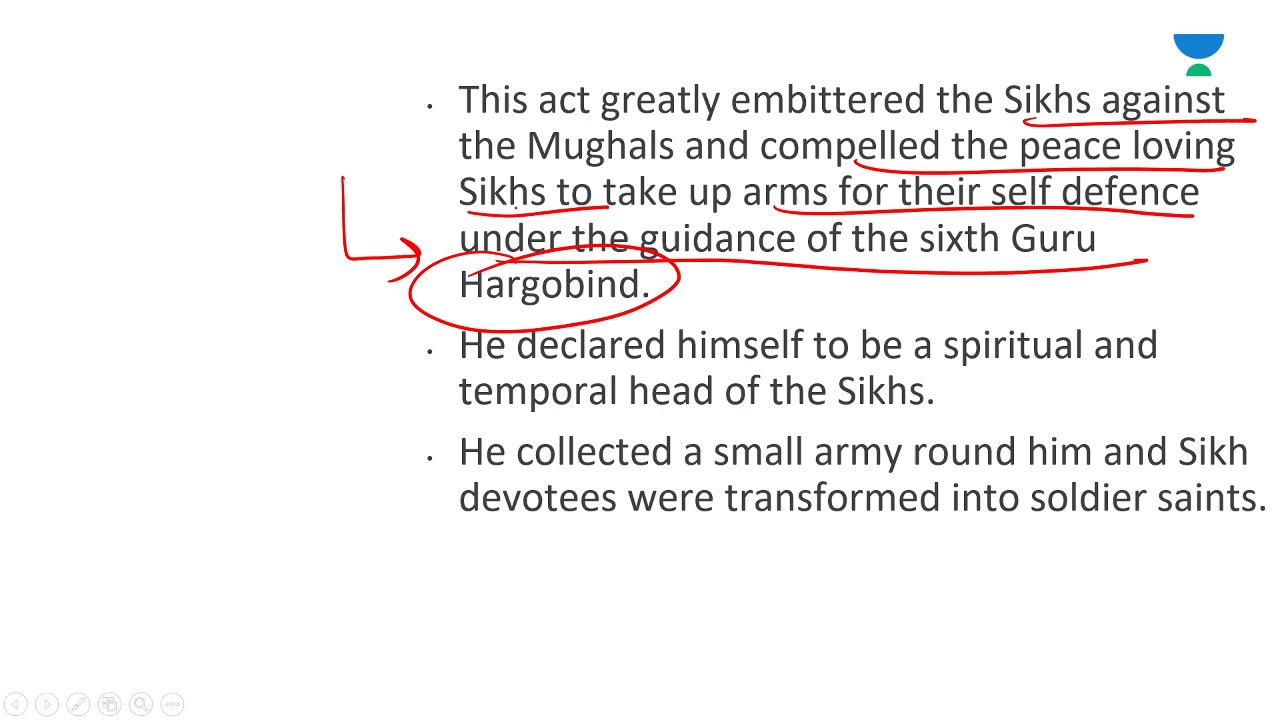 · This act greatly embittered the Sikhs against
the Mughals and compelled the peace loving
Sikhs to take up arms for their self defence
under the guidance of the sixth Guru
Hargobind.
· He declared himself to be a spiritual and
temporal head of the Sikhs.
· He collected a small army round him and Sikh
devotees were transformed into soldier saints.